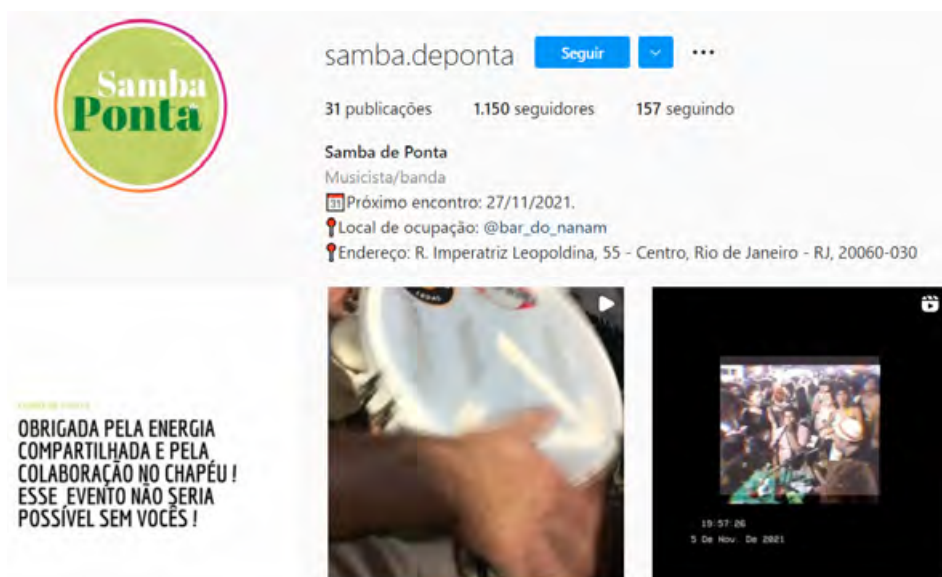 Samba
de
Ponta
samba.deponta Seguir
31 publicações 1.150 seguidores 157 seguindo
Samba de Ponta
Musicista/banda
31 Próximo encontro: 27/11/2021.
Local de ocupação: @bar_do_nanam
Endereço: R. Imperatriz Leopoldina, 55 - Centro, Rio de Janeiro - RJ, 20060-030
SAMBA DE PONTA
OBRIGADA PELA ENERGIA
COMPARTILHADA E PELA
COLABORAÇÃO NO CHAPÉU !
ESSE EVENTO NÃO SERIA
POSSÍVEL SEM VOCÊS !
19:57:26
5 De Nov. De 2021